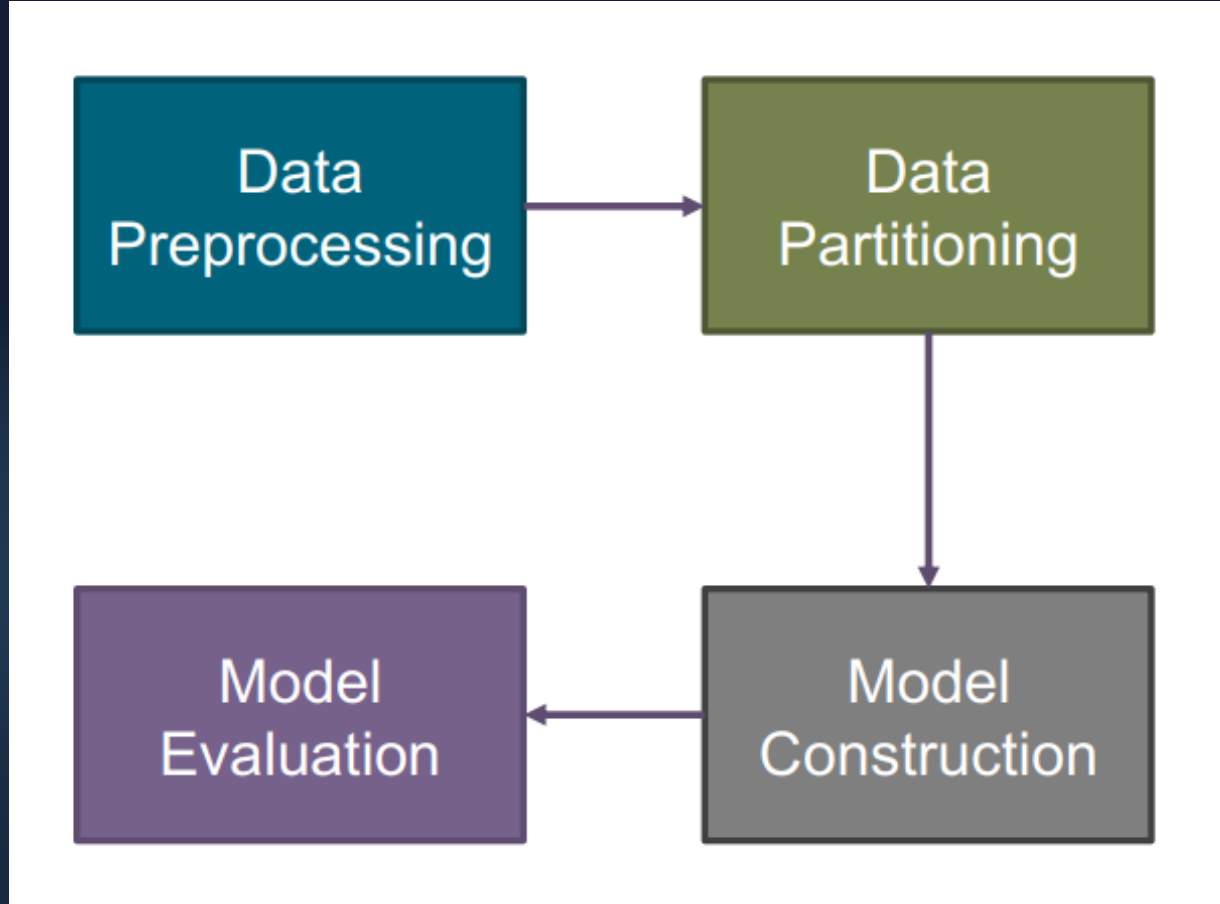 Data
Preprocessing
Data
Partitioning
Model
Construction
Model
Evaluation